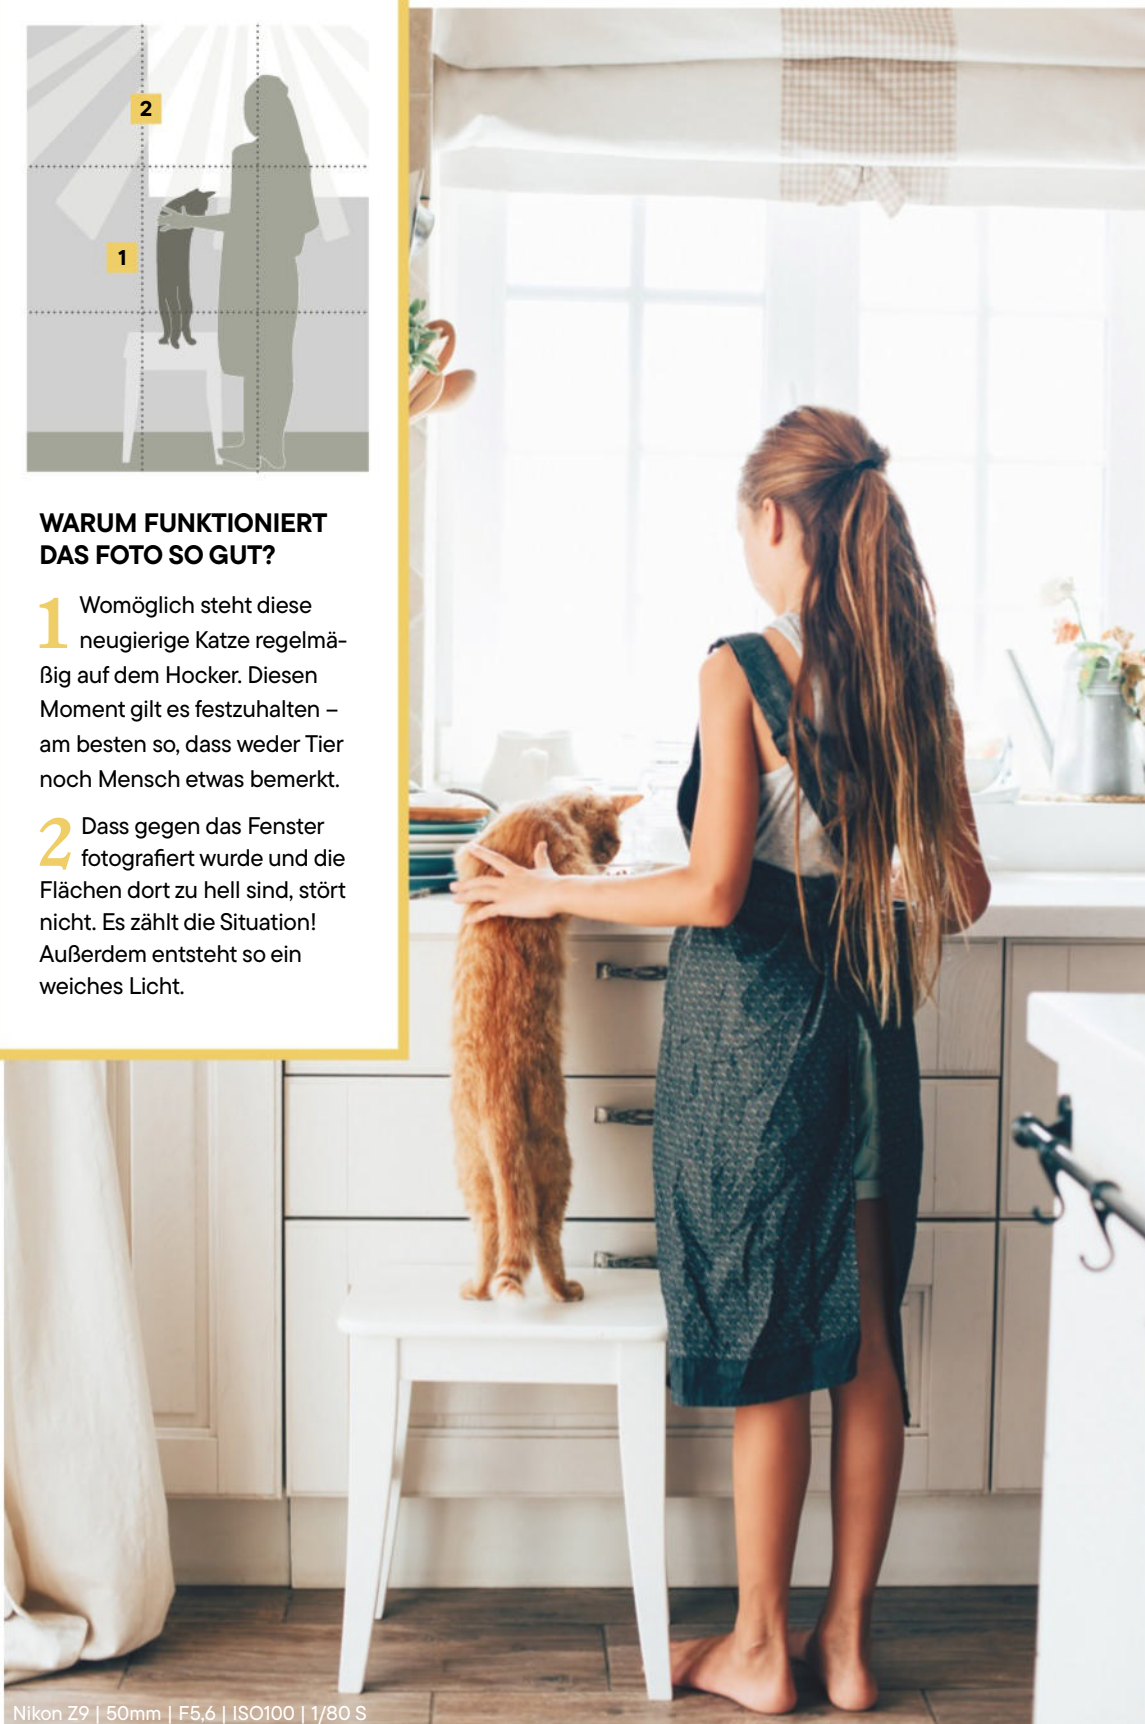 2
1
WARUM FUNKTIONIERT
DAS FOTO SO GUT?
1 Womöglich steht diese
neugierige Katze regelmä-
ßig auf dem Hocker. Diesen
Moment gilt es festzuhalten –
am besten so, dass weder Tier
noch Mensch etwas bemerkt.
2 Dass gegen das Fenster
fotografiert wurde und die
Flächen dort zu hell sind, stört
nicht. Es zählt die Situation!
Außerdem entsteht so ein
weiches Licht.
Nikon Z9 | 50mm | F5,6 | ISO100 | 1/80 S